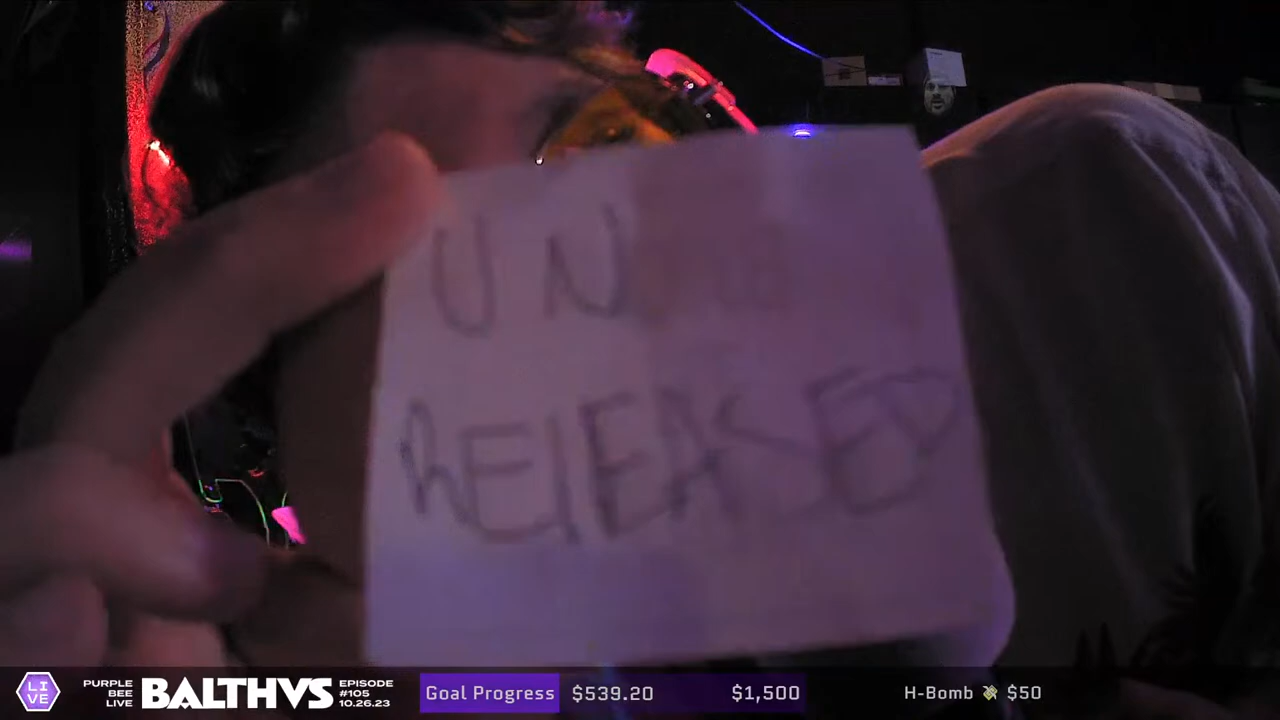 UN
RELEASED
LIVE
PURPLE BEE LIVE
BALTHVS
EPISODE #105 10.26.23
Goal Progress $539.20 $1,500
H-Bomb $50